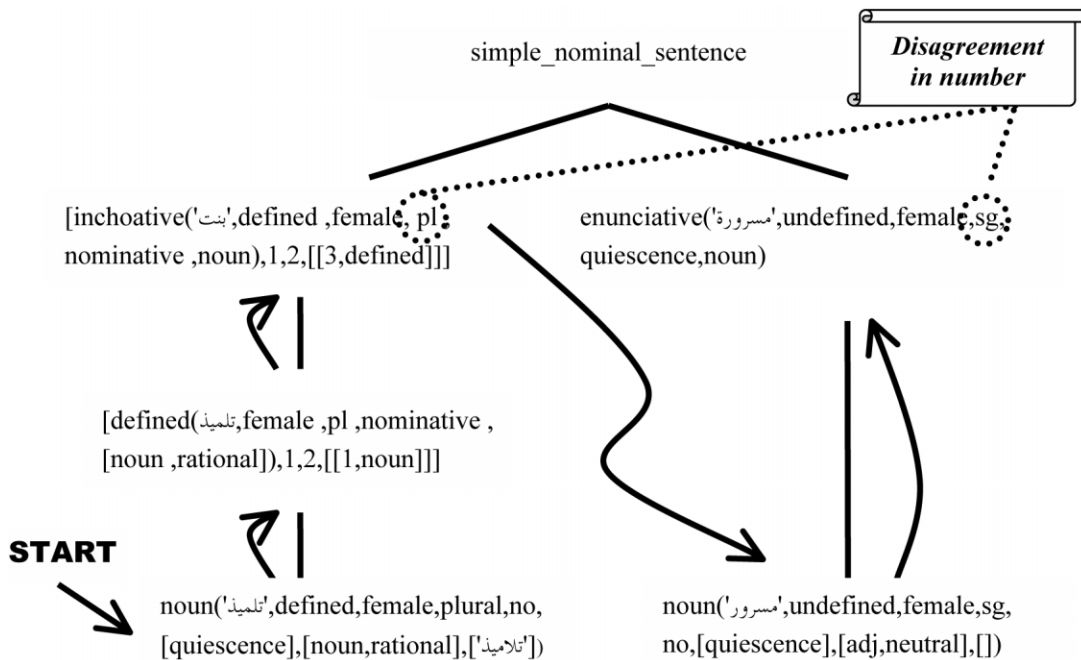 simple_nominal_sentence
Disagreement
in number
[inchoative('بنت',defined ,female, pl,
nominative ,noun),1,2,[[3,defined]]]
enunciative('مسرورة',undefined,female,sg,
quiescence,noun)
[defined(تلميذ,female ,pl ,nominative ,
[noun ,rational]),1,2,[[1,noun]]]
START
noun('تلميذ',defined,female,plural,no,
[quiescence],[noun,rational],['تلاميذ'])
noun('مسرور',undefined,female,sg,
no,[quiescence],[adj,neutral],[])